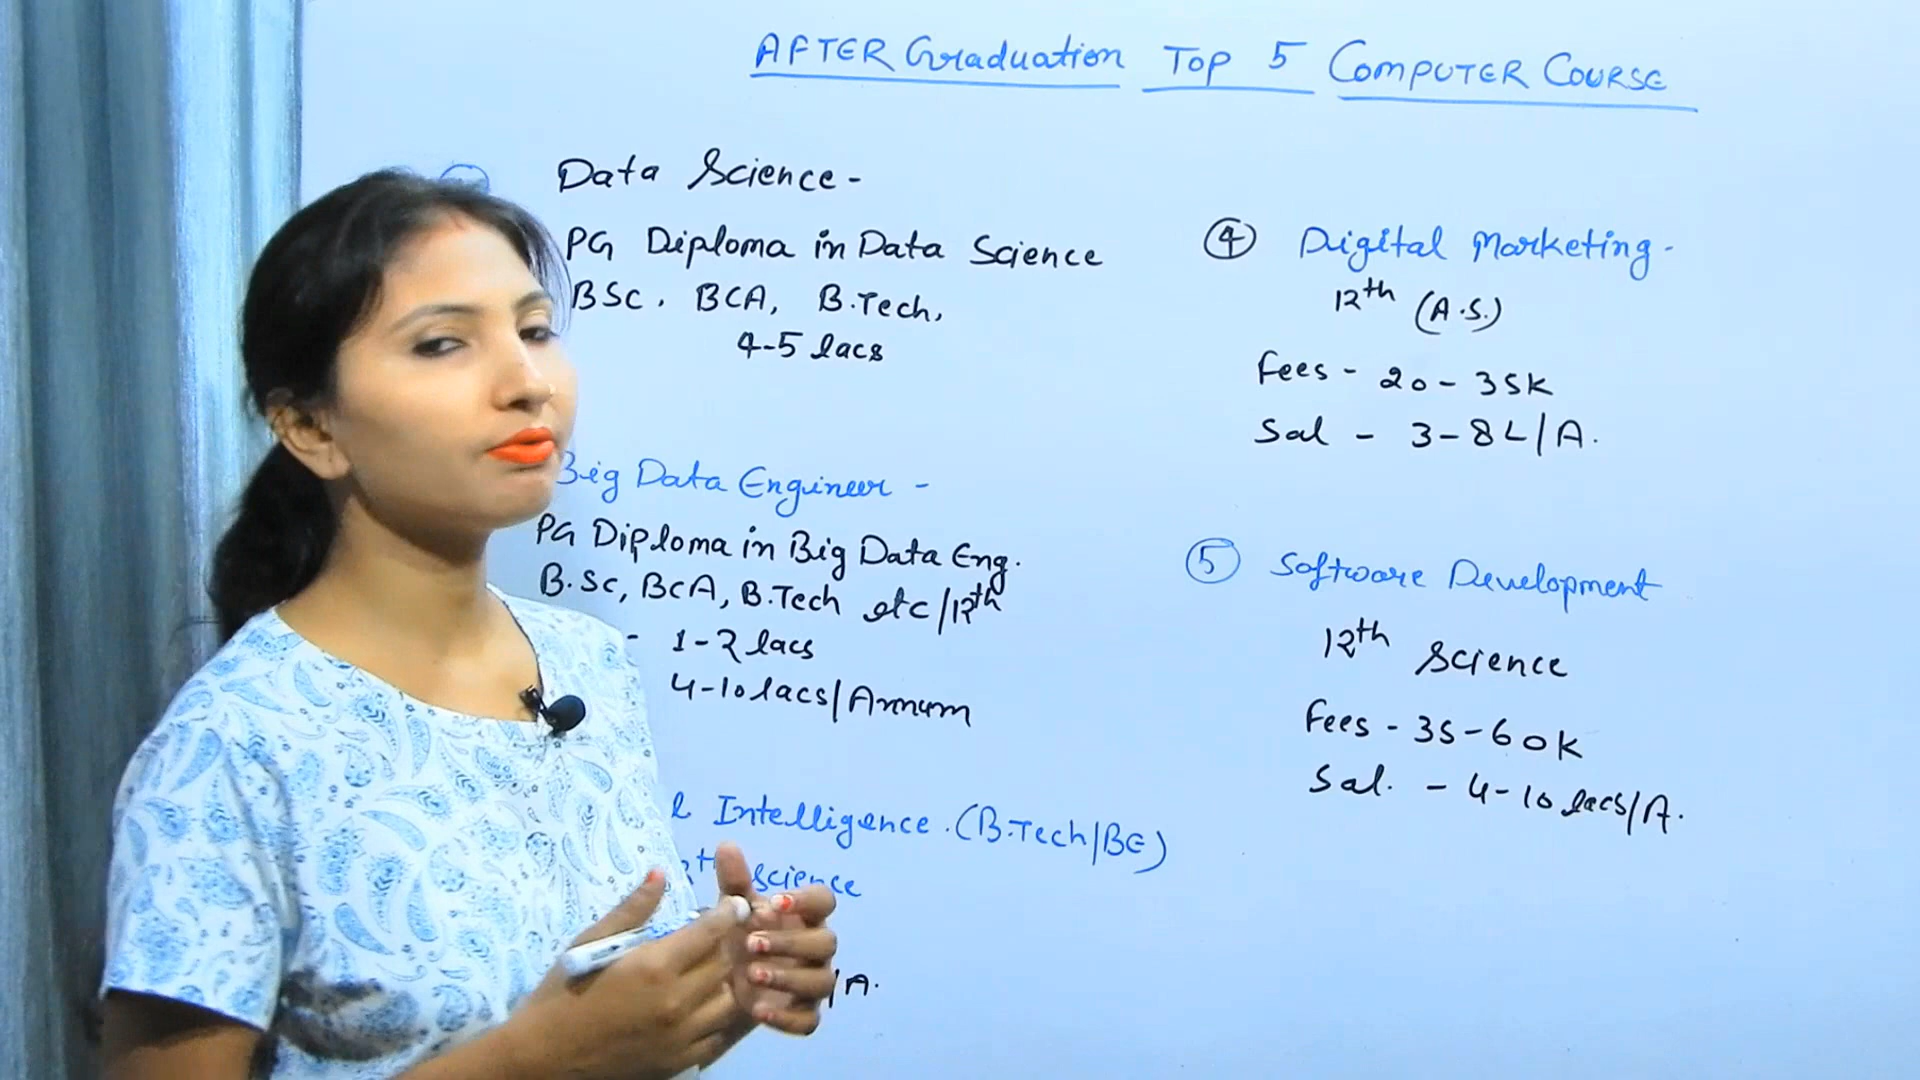 AFTER Graduation Top 5 COMPUTER COURSE
Data Science -
PG Diploma in Data Science
BSc, BCA, B.Tech,
4-5 lacs
Big Data Engineer -
PG Diploma in Big Data Eng.
B.Sc, BCA, B.Tech etc/12th
- 1-2 lacs
4-10 lacs/Annum
Intelligence. (B.Tech/BE)
Science
/A.
④ Digital Marketing -
12th (A.S.)
Fees - 20-35K
Sal - 3-8L/A.
⑤ Software Development
12th Science
Fees - 35-60K
Sal. - 4-10 lacs/A.